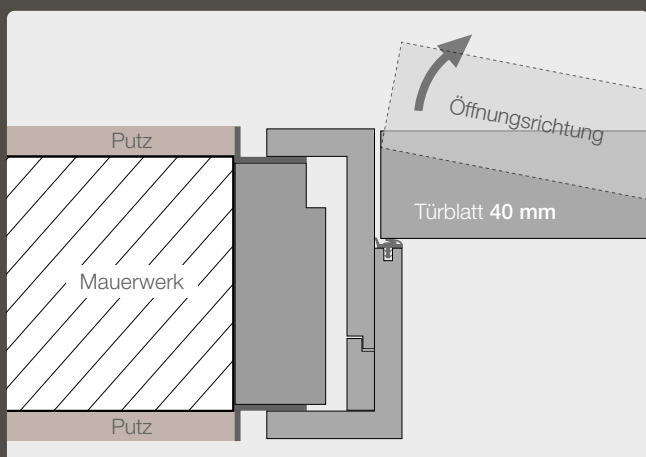 Putz
Öffnungsrichtung
Türblatt 40 mm
Mauerwerk
Putz